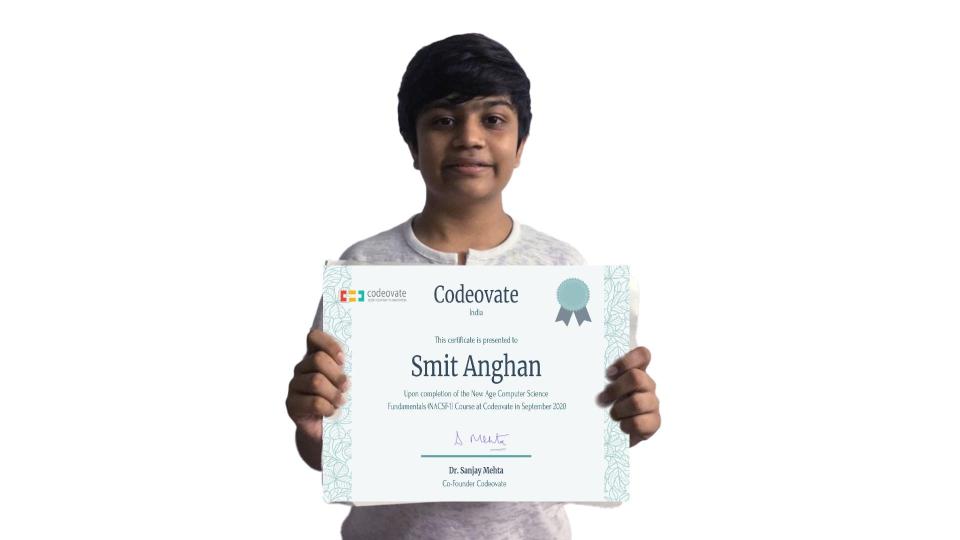 codeovate
Codeovate
India
This certificate is presented to
Smit Anghan
Upon completion of the New Age Computer Science
Fundamentals (NACSF-1) Course at Codeovate in September 2020
S Mehta
Dr. Sanjay Mehta
Co-Founder Codeovate